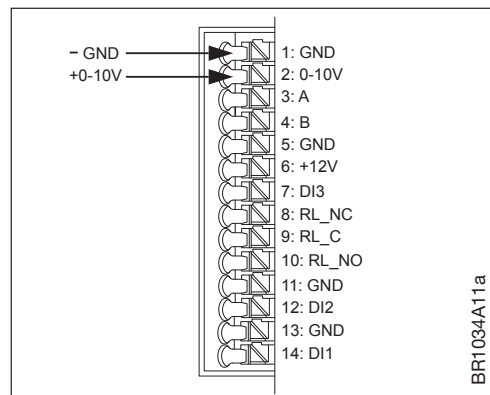 − GND
+0-10V
1: GND
2: 0-10V
3: A
4: B
5: GND
6: +12V
7: DI3
8: RL_NC
9: RL_C
10: RL_NO
11: GND
12: DI2
13: GND
14: DI1
BR1034A11a